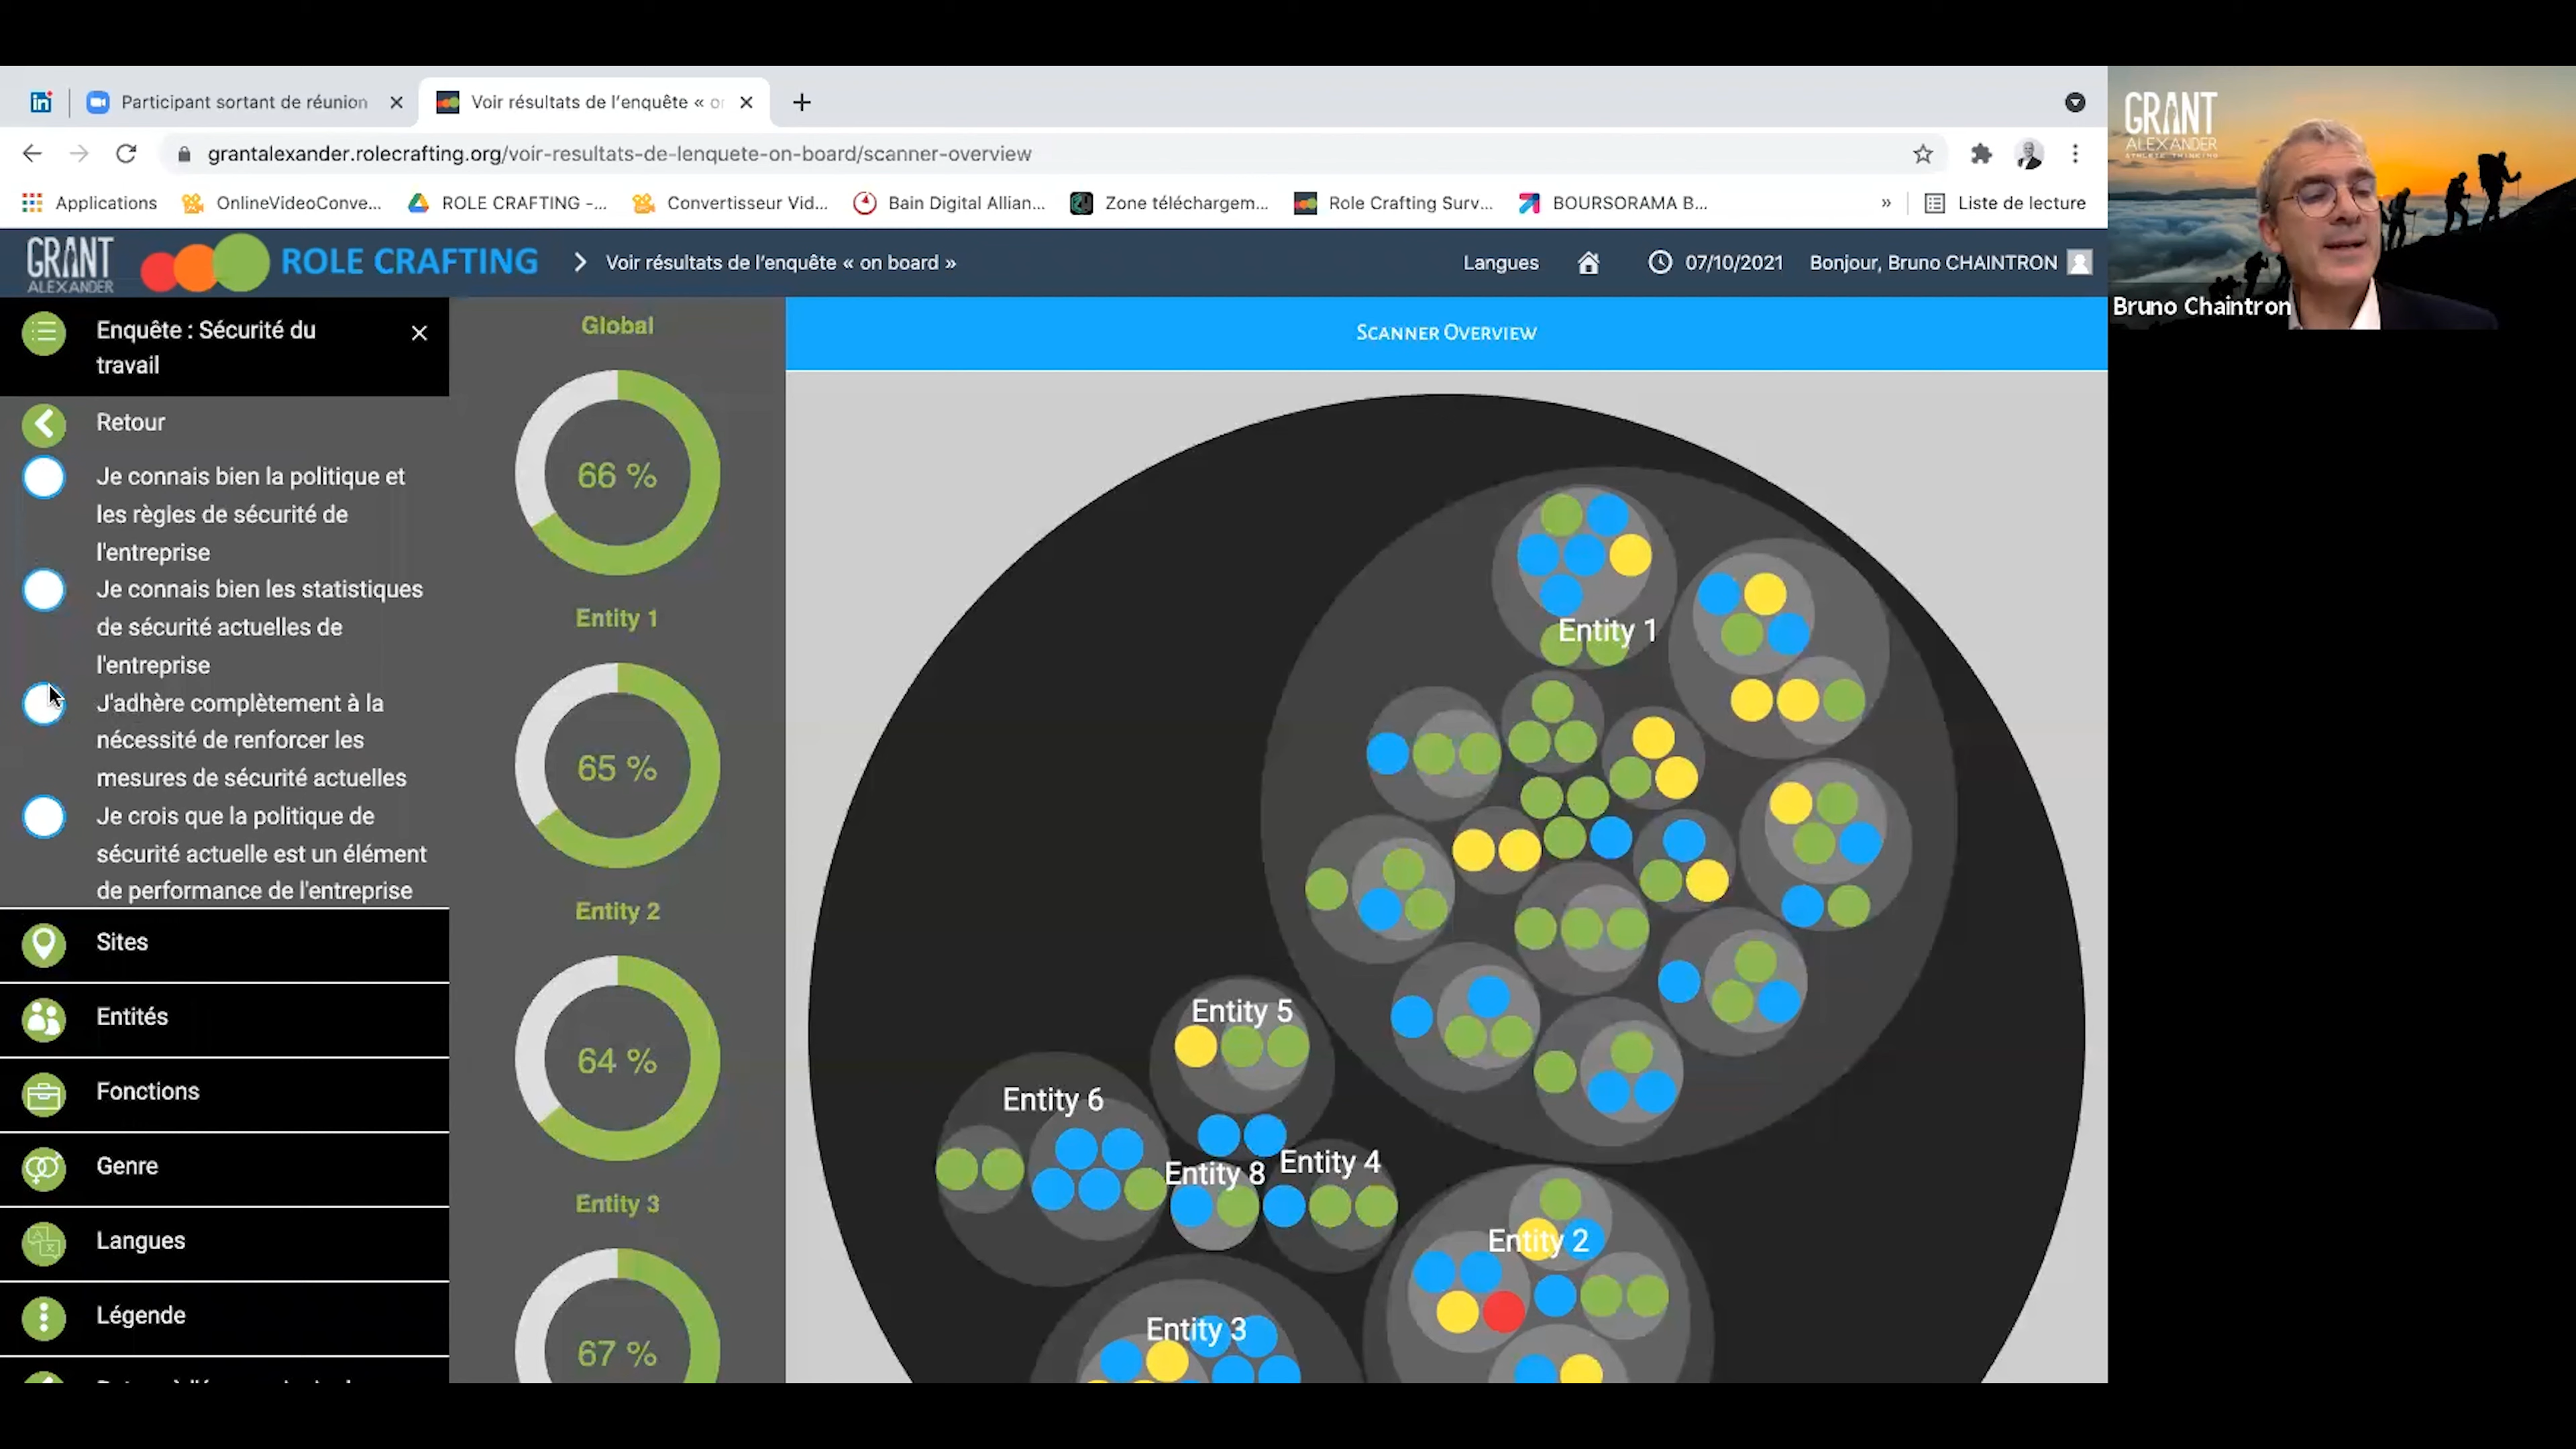 Participant sortant de réunion
Voir résultats de l'enquête « on
grantalexander.rolecrafting.org/voir-resultats-de-lenquete-on-board/scanner-overview
Applications
OnlineVideoConve...
ROLE CRAFTING -...
Convertisseur Vid...
Bain Digital Allian...
Zone téléchargem...
Role Crafting Surv...
BOURSORAMA B...
»
Liste de lecture
GRANT
ALEXANDER
ROLE CRAFTING
Voir résultats de l'enquête « on board »
Langues
07/10/2021
Bonjour, Bruno CHAINTRON
GRANT
ALEXANDER
ATHLETE THINKING
Bruno Chaintron
Enquête : Sécurité du
travail
Retour
Je connais bien la politique et
les règles de sécurité de
l'entreprise
Je connais bien les statistiques
de sécurité actuelles de
l'entreprise
J'adhère complètement à la
nécessité de renforcer les
mesures de sécurité actuelles
Je crois que la politique de
sécurité actuelle est un élément
de performance de l'entreprise
Sites
Entités
Fonctions
Genre
Langues
Légende
Global
66 %
Entity 1
65 %
Entity 2
64 %
Entity 3
67 %
SCANNER OVERVIEW
Entity 1
Entity 5
Entity 6
Entity 8
Entity 4
Entity 2
Entity 3